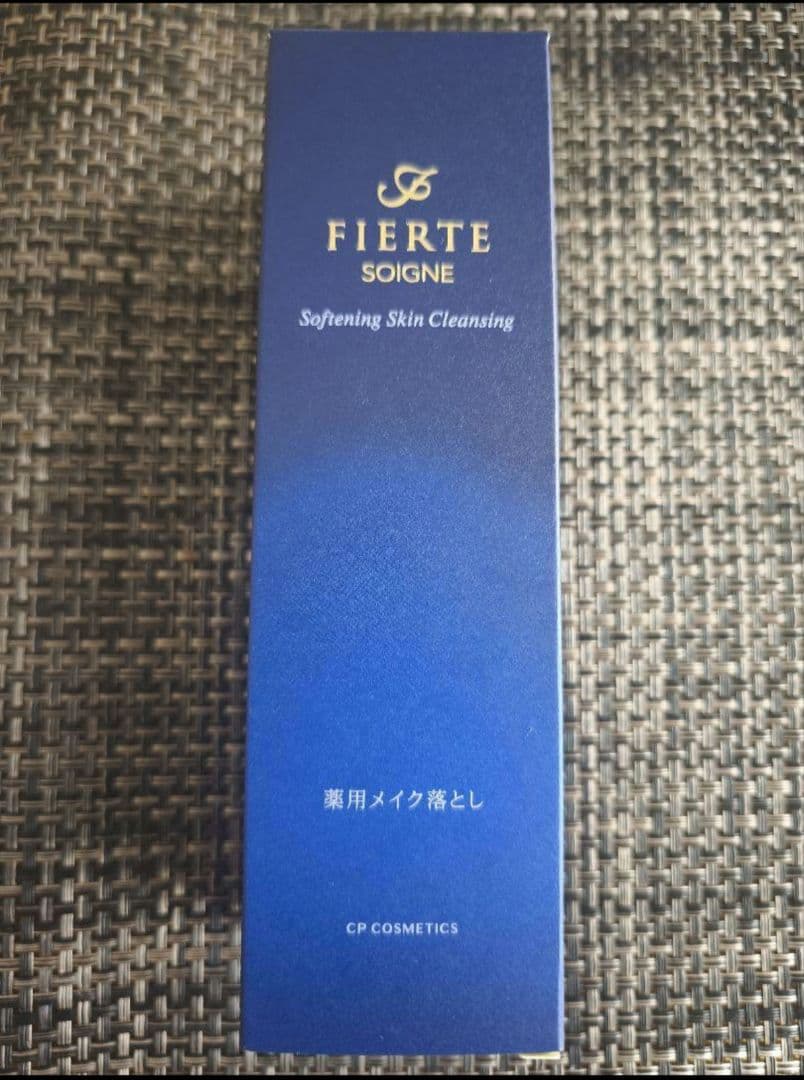 FIERTE
SOIGNE
Softening Skin Cleansing
薬用メイク落とし
CP COSMETICS